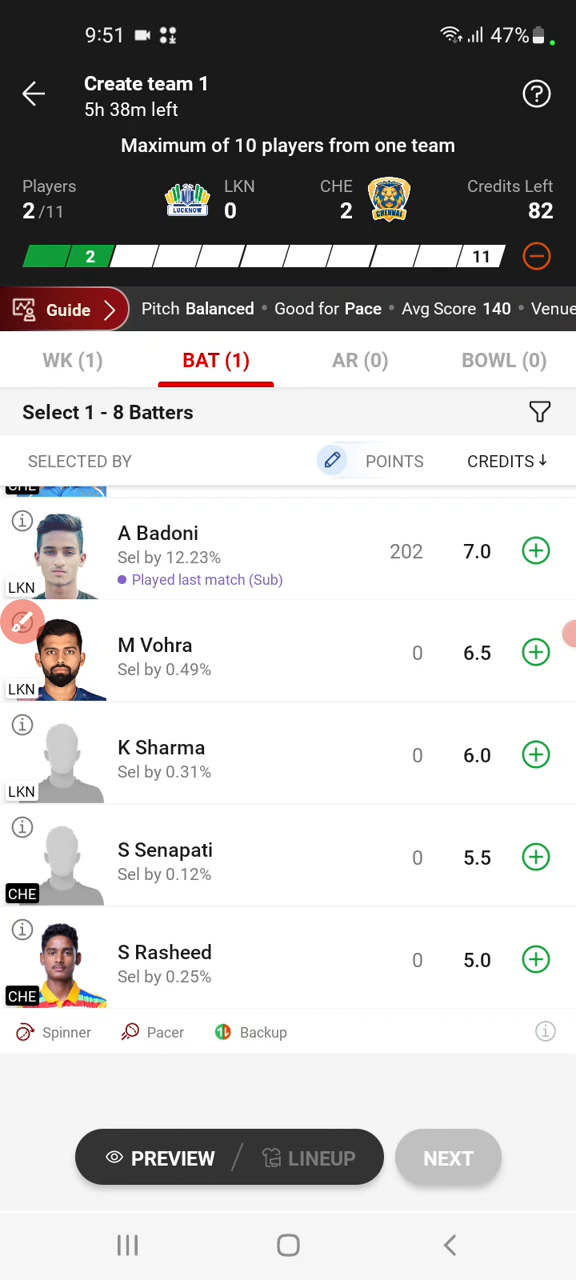 9:51 47%
Create team 1
5h 38m left
Maximum of 10 players from one team
Players LKN CHE Credits Left
2/11 0 2 82
LUCKNOW CHENNAI
2 11
Guide Pitch Balanced • Good for Pace • Avg Score 140 • Venue
WK (1) BAT (1) AR (0) BOWL (0)
Select 1 - 8 Batters
SELECTED BY POINTS CREDITS↓
CHE
A Badoni
Sel by 12.23% 202 7.0
Played last match (Sub)
LKN
M Vohra 0 6.5
Sel by 0.49%
LKN
K Sharma 0 6.0
Sel by 0.31%
LKN
S Senapati 0 5.5
Sel by 0.12%
CHE
S Rasheed 0 5.0
Sel by 0.25%
CHE
Spinner Pacer Backup
PREVIEW / LINEUP NEXT